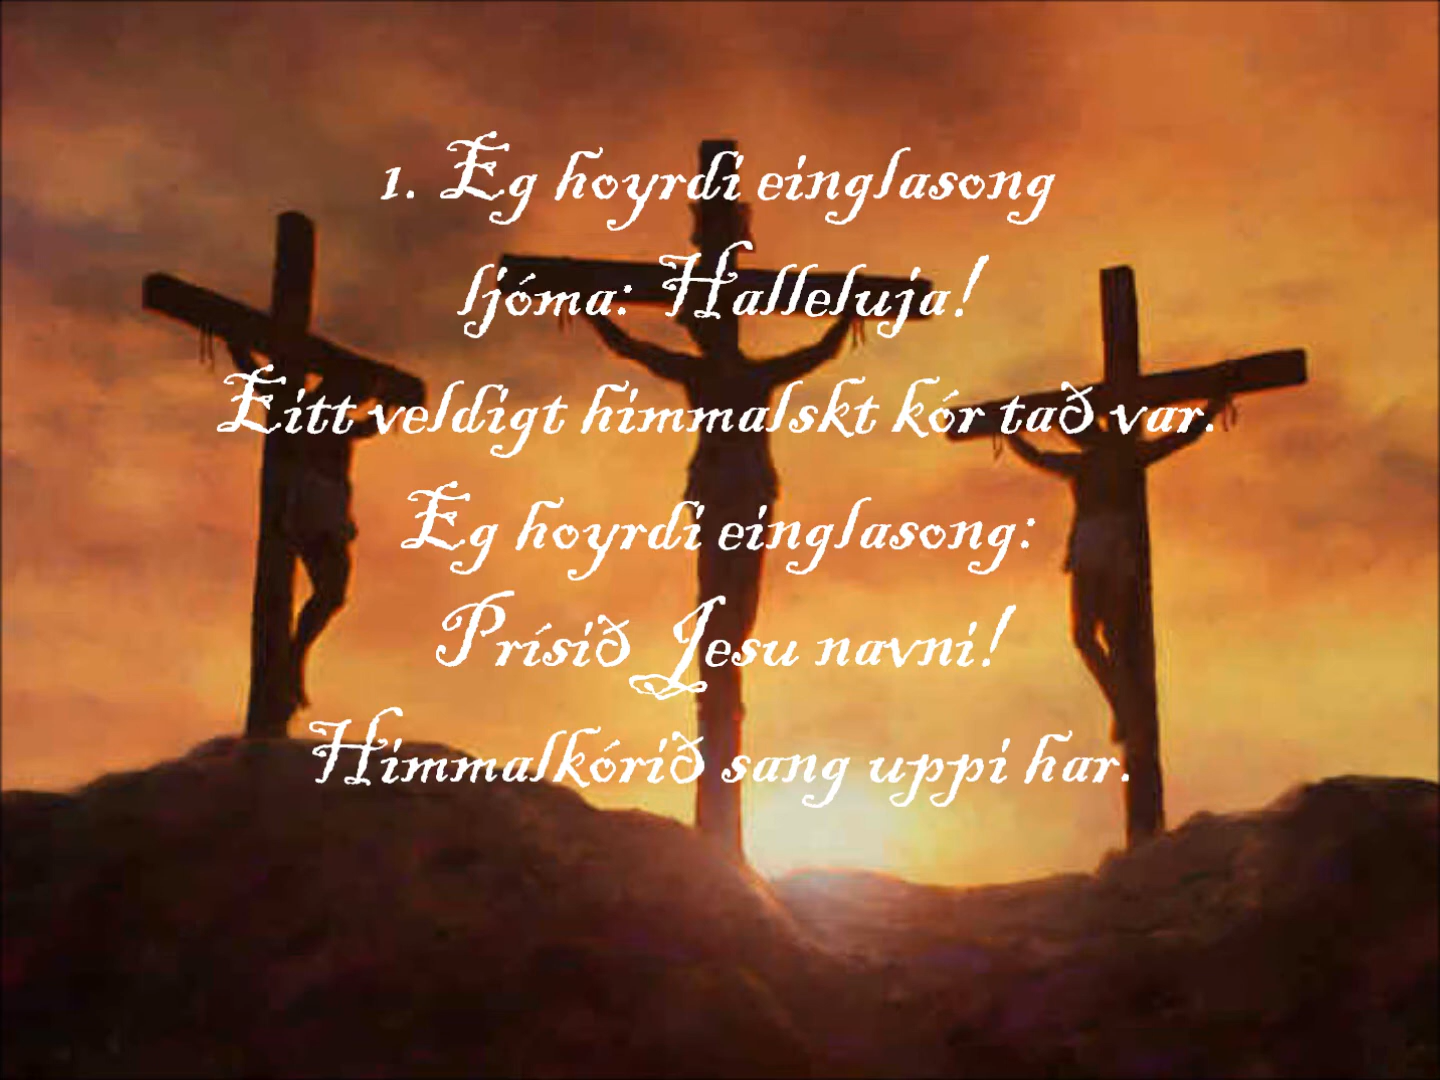 1. Eg hoyrdi einglasong
ljóma: Halleluja!
Eitt veldigt himmalskt kór tað var.
Eg hoyrdi einglasong:
Prísið Jesu navni!
Himmalkórið sang uppi har.